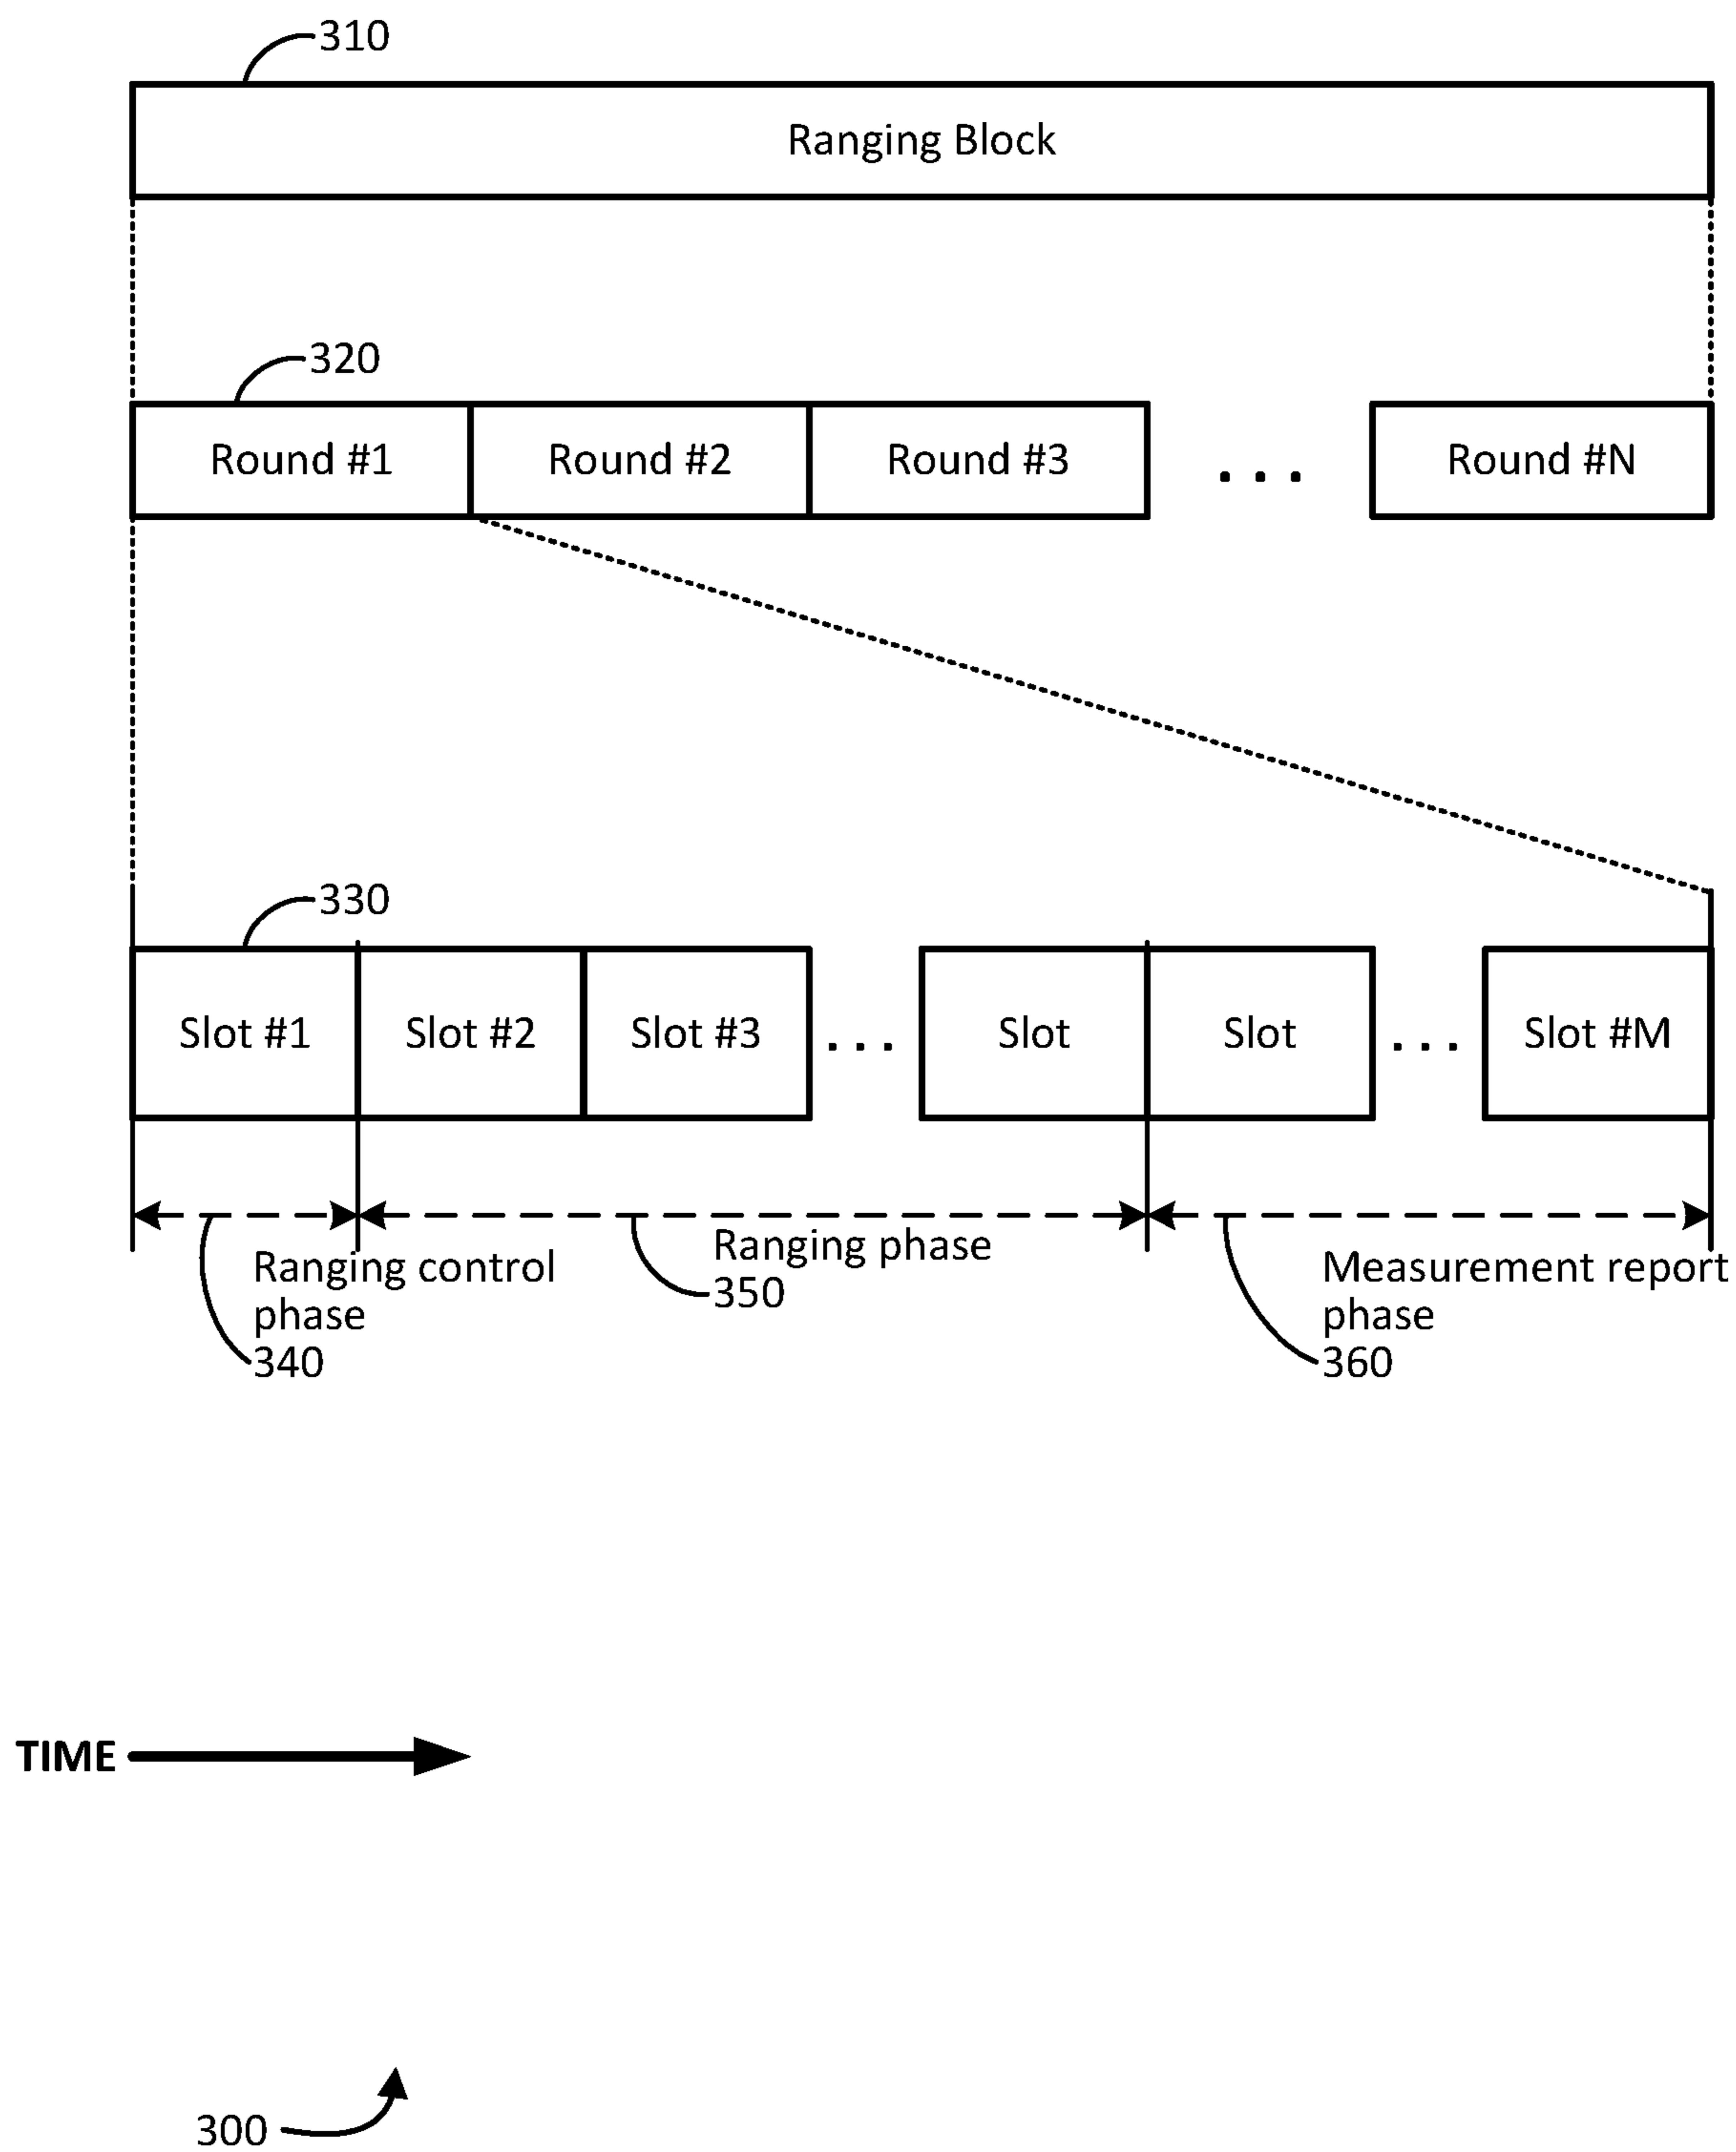 310
Ranging Block
320
Round #1 Round #2 Round #3 ... Round #N
330
Slot #1 Slot #2 Slot #3 ... Slot Slot ... Slot #M
Ranging control
phase
340
Ranging phase
350
Measurement report
phase
360
TIME
300